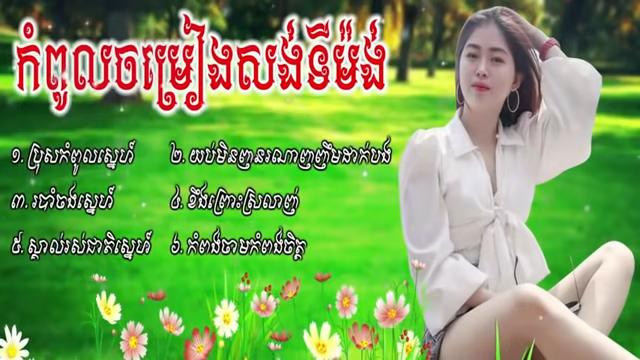 កំពូលចម្រៀងសង់ទីម៉ង់
១. ប្រុសកំពូលស្នេហ៍
២. យប់មិនញនរណាញញឹមដាក់បង
៣. របាំចងស្នេហ៍
៤. ខឹងព្រោះស្រលាញ់
៥. ស្គាល់រស់ជាតិស្នេហ៍
៦. កំពង់ចាមកំពង់ចិត្ត